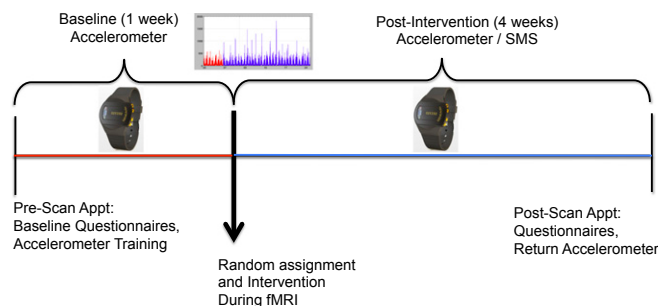 Baseline (1 week)
Accelerometer
Post-Intervention (4 weeks)
Accelerometer / SMS
Pre-Scan Appt:
Baseline Questionnaires,
Accelerometer Training
Random assignment
and Intervention
During fMRI
Post-Scan Appt:
Questionnaires,
Return Accelerometer